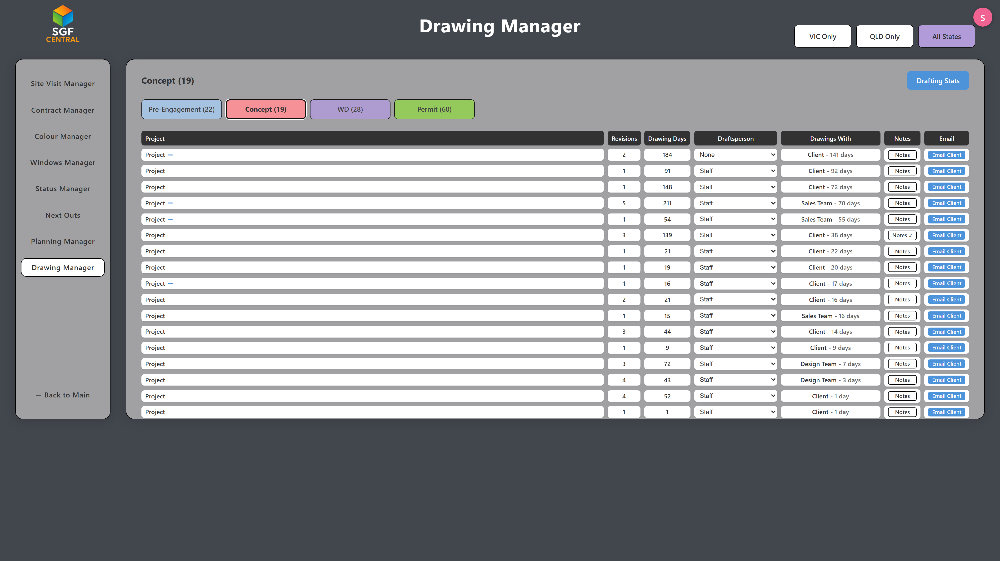 SGF
CENTRAL
Drawing Manager
S
VIC Only QLD Only All States
Site Visit Manager
Contract Manager
Colour Manager
Windows Manager
Status Manager
Next Outs
Planning Manager
Drawing Manager
← Back to Main
Concept (19) Drafting Stats
Pre-Engagement (22) Concept (19) WD (28) Permit (60)
Project Revisions Drawing Days Draftsperson Drawings With Notes Email
Project 2 184 None Client - 141 days Notes Email Client
Project 1 91 Staff Client - 92 days Notes Email Client
Project 1 148 Staff Client - 72 days Notes Email Client
Project 5 211 Staff Sales Team - 70 days Notes Email Client
Project 1 54 Staff Sales Team - 55 days Notes Email Client
Project 3 139 Staff Client - 38 days Notes ✓ Email Client
Project 1 21 Staff Client - 22 days Notes Email Client
Project 1 19 Staff Client - 20 days Notes Email Client
Project 1 16 Staff Client - 17 days Notes Email Client
Project 2 21 Staff Client - 16 days Notes Email Client
Project 1 15 Staff Sales Team - 16 days Notes Email Client
Project 3 44 Staff Client - 14 days Notes Email Client
Project 1 9 Staff Client - 9 days Notes Email Client
Project 3 72 Staff Design Team - 7 days Notes Email Client
Project 4 43 Staff Design Team - 3 days Notes Email Client
Project 4 52 Staff Client - 1 day Notes Email Client
Project 1 1 Staff Client - 1 day Notes Email Client